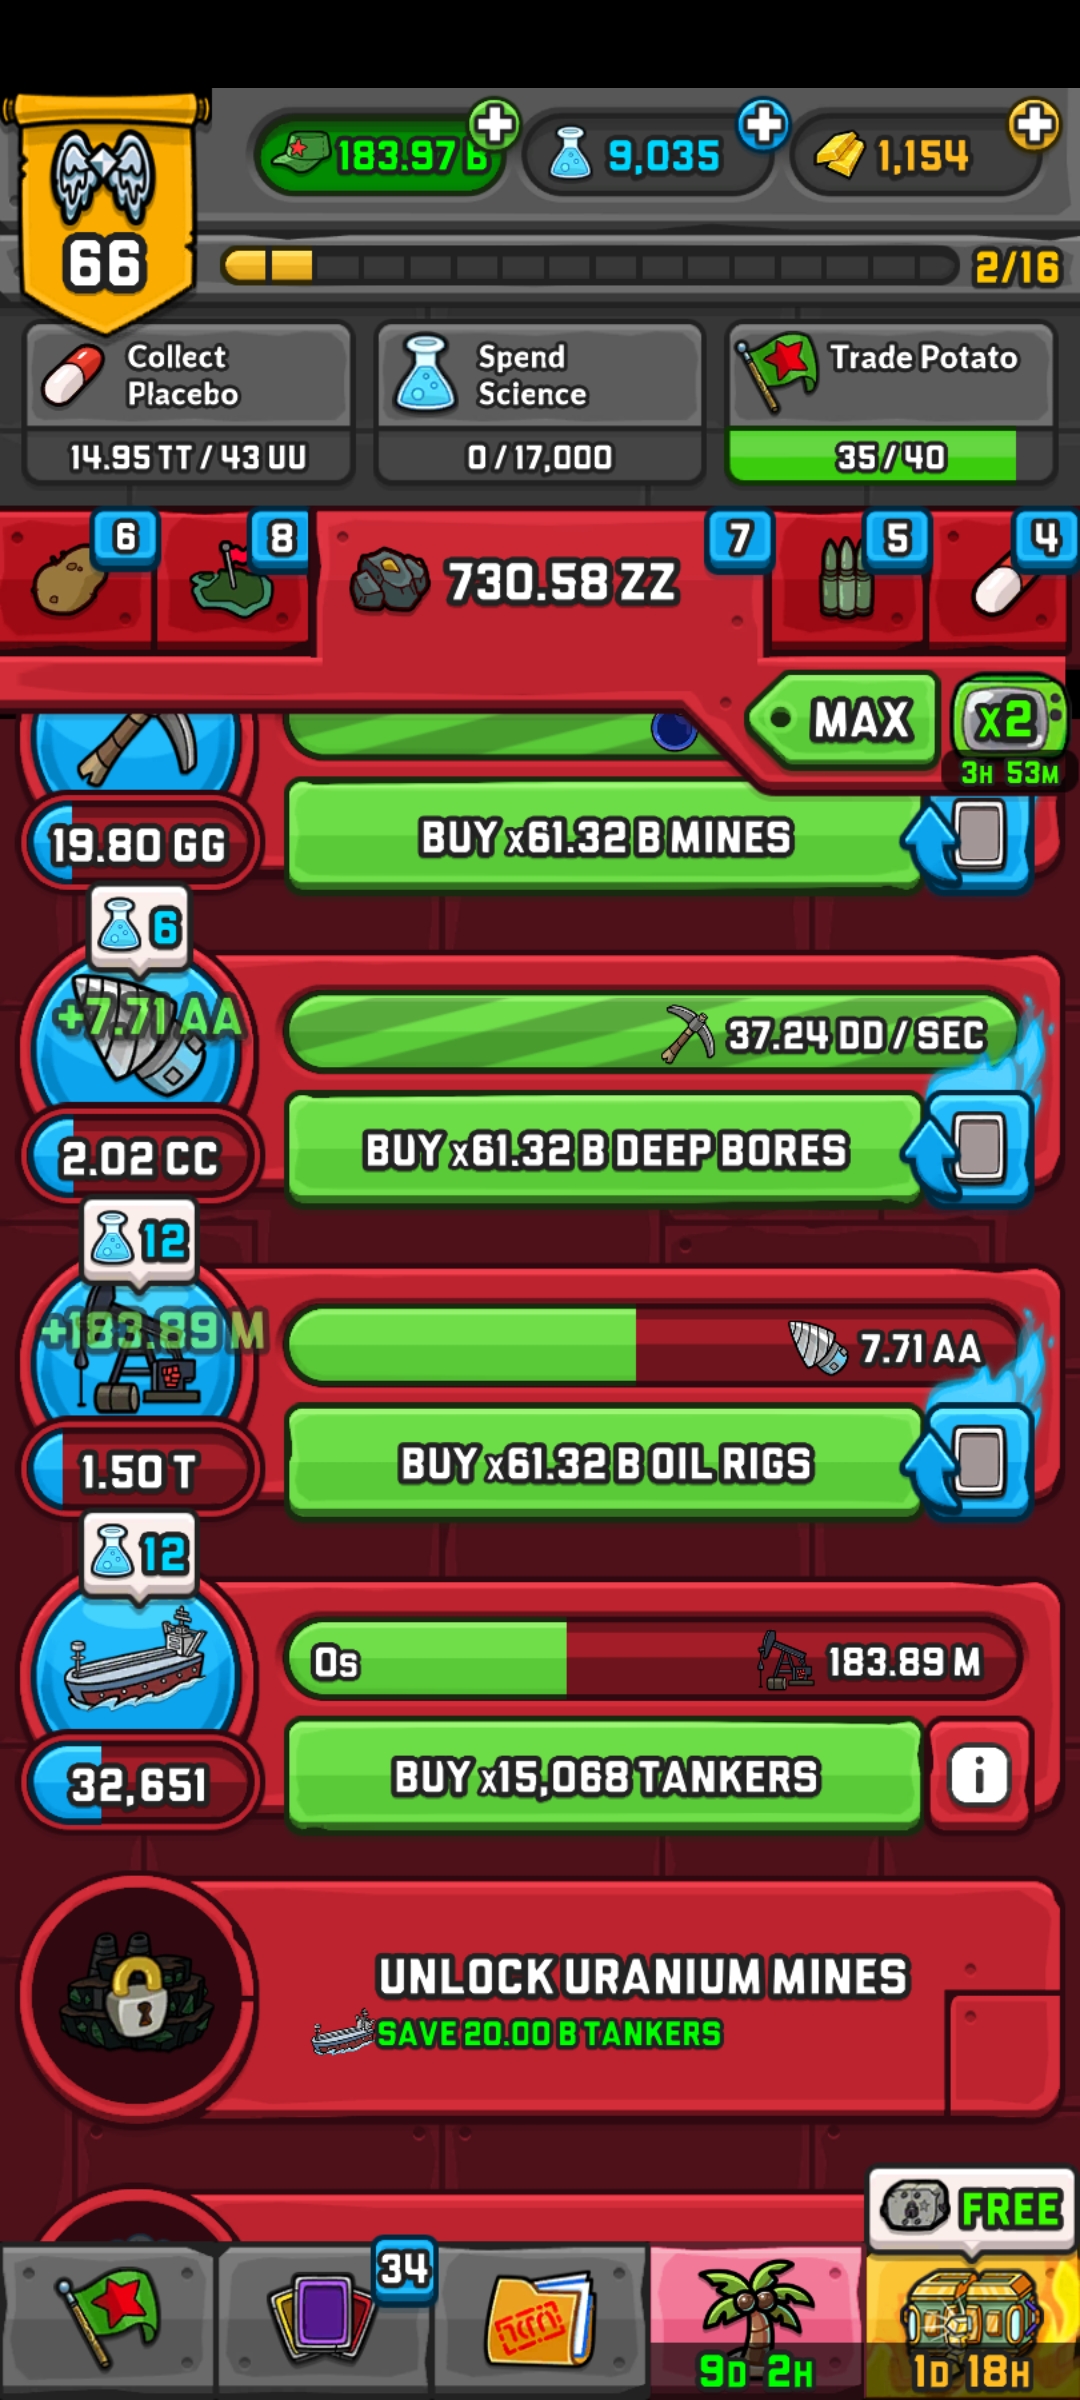 183.97 B
9,035
1,154
66
2/16
Collect
Placebo
14.95 TT / 43 UU
Spend
Science
0 / 17,000
Trade Potato
35 / 40
6
8
730.58 ZZ
7
5
4
MAX
x2
3H 53M
19.80 GG
BUY x61.32 B MINES
6
+7.71 AA
37.24 DD / SEC
2.02 CC
BUY x61.32 B DEEP BORES
12
+183.89 M
7.71 AA
1.50 T
BUY x61.32 B OIL RIGS
12
0s
183.89 M
32,651
BUY x15,068 TANKERS
i
UNLOCK URANIUM MINES
SAVE 20.00 B TANKERS
FREE
34
9D 2H
1D 18H